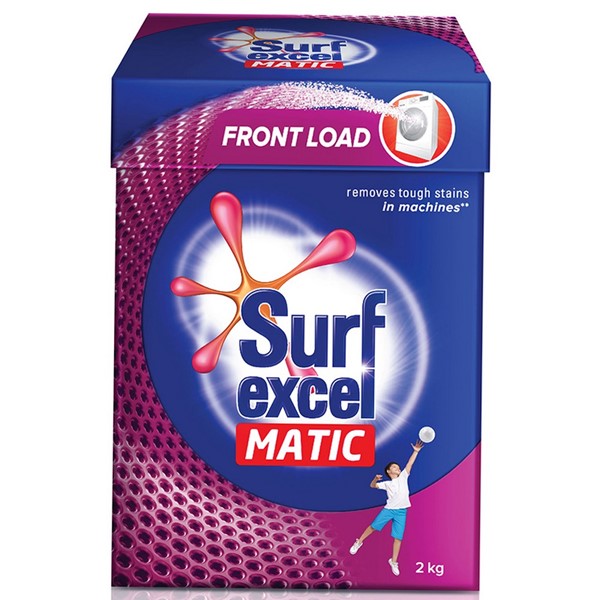 Surf
excel
MATIC
FRONT LOAD
removes tough stains
in machines**
Surf
excel
MATIC
2 kg